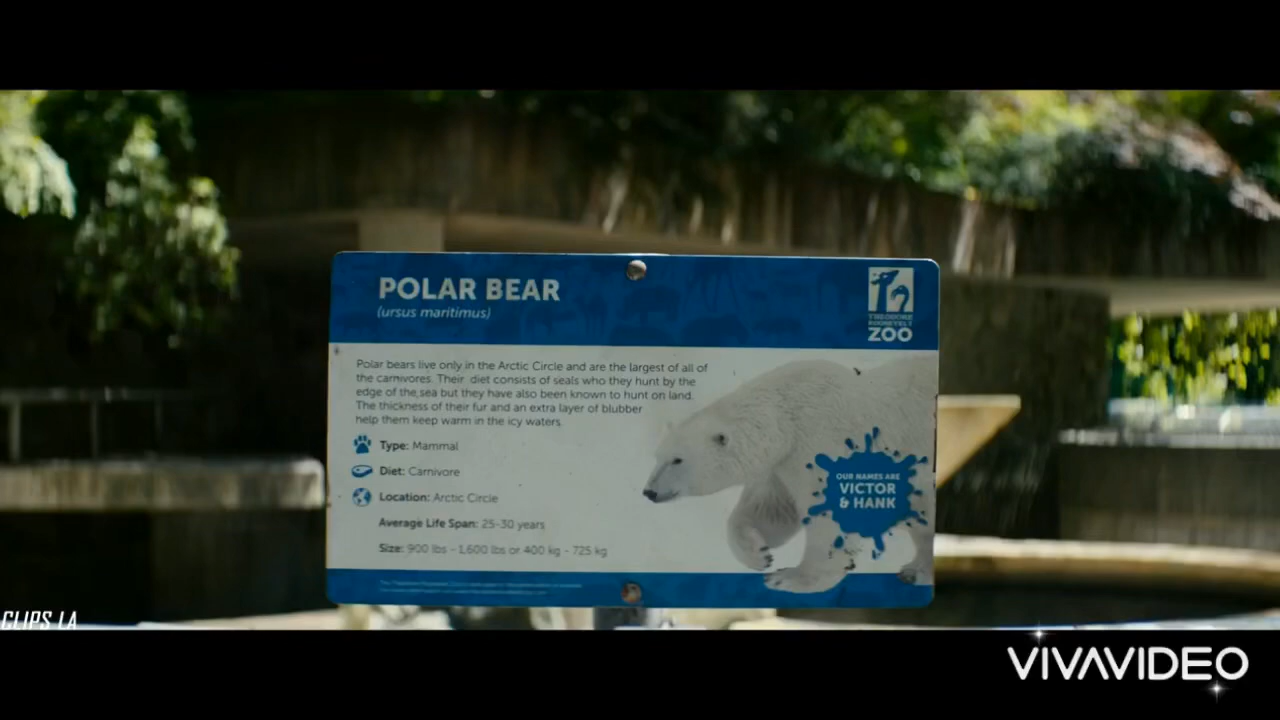 POLAR BEAR
(ursus maritimus)
THEODORE
ROOSEVELT
ZOO
Polar bears live only in the Arctic Circle and are the largest of all of
the carnivores. Their diet consists of seals who they hunt by the
edge of the sea but they have also been known to hunt on land.
The thickness of their fur and an extra layer of blubber
help them keep warm in the icy waters.
Type: Mammal
Diet: Carnivore
Location: Arctic Circle
Average Life Span: 25-30 years
Size: 900 lbs - 1,600 lbs or 400 kg - 725 kg
OUR NAMES ARE
VICTOR
& HANK
CLIPS LA
VIVAVIDEO